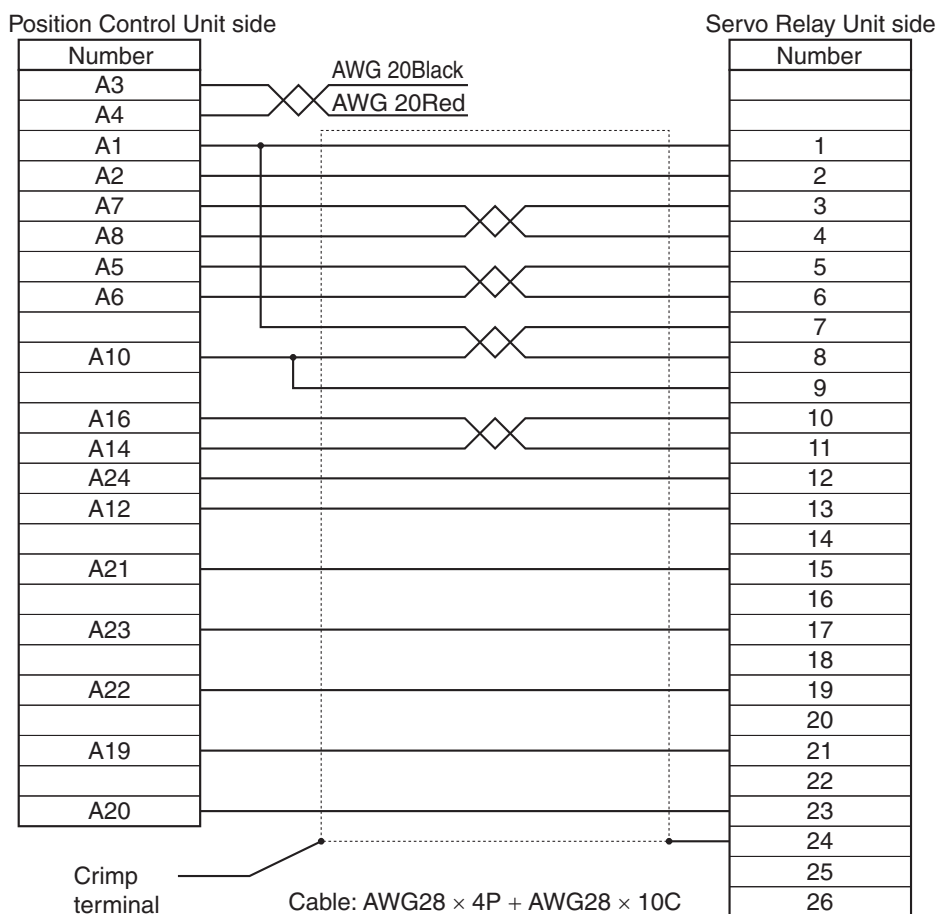 Position Control Unit side
Servo Relay Unit side
Number
Number
A3
AWG 20Black
A4
AWG 20Red
A1
1
A2
2
A7
3
A8
4
A5
5
A6
6
7
A10
8
9
A16
10
A14
11
A24
12
A12
13
14
A21
15
16
A23
17
18
A22
19
20
A19
21
22
A20
23
24
Crimp
terminal
25
Cable: AWG28 × 4P + AWG28 × 10C
26